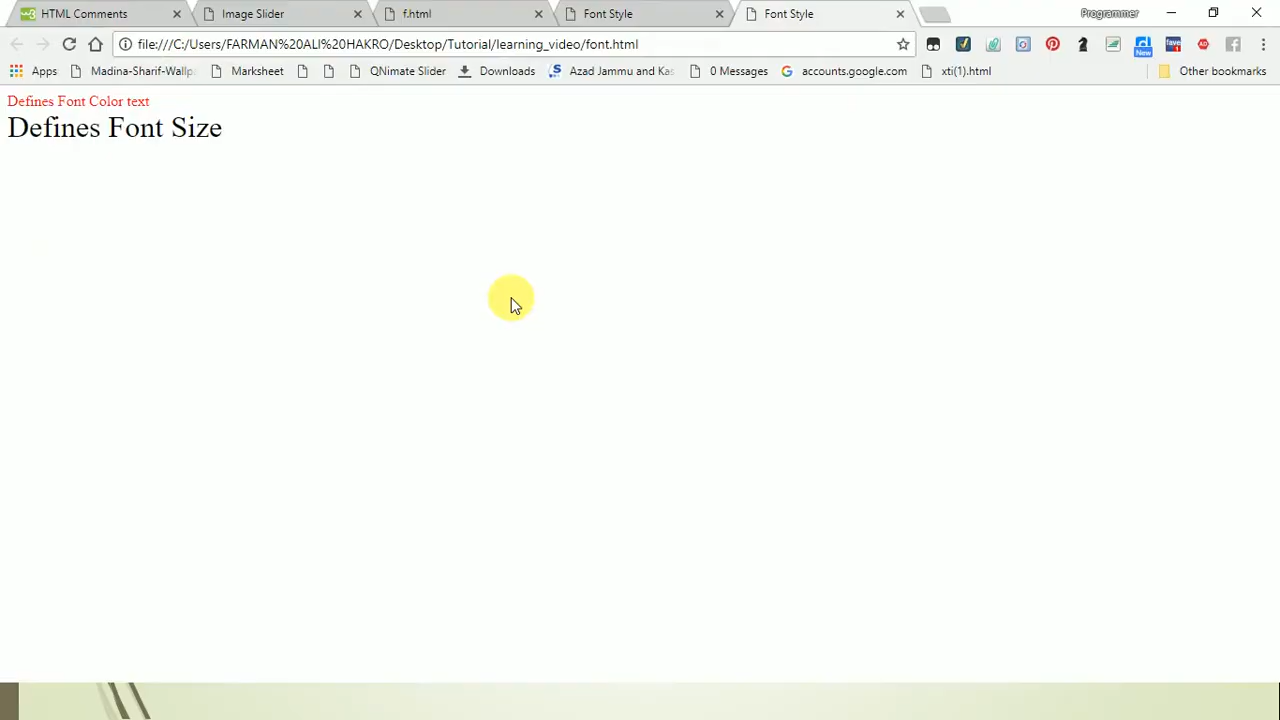 HTML Comments
Image Slider
f.html
Font Style
Font Style
Programmer
file:///C:/Users/FARMAN%20ALI%20HAKRO/Desktop/Tutorial/learning_video/font.html
New
Apps
Madina-Sharif-Wallp
Marksheet
QNimate Slider
Downloads
Azad Jammu and Kas
0 Messages
accounts.google.com
xti(1).html
Other bookmarks
Defines Font Color text
Defines Font Size